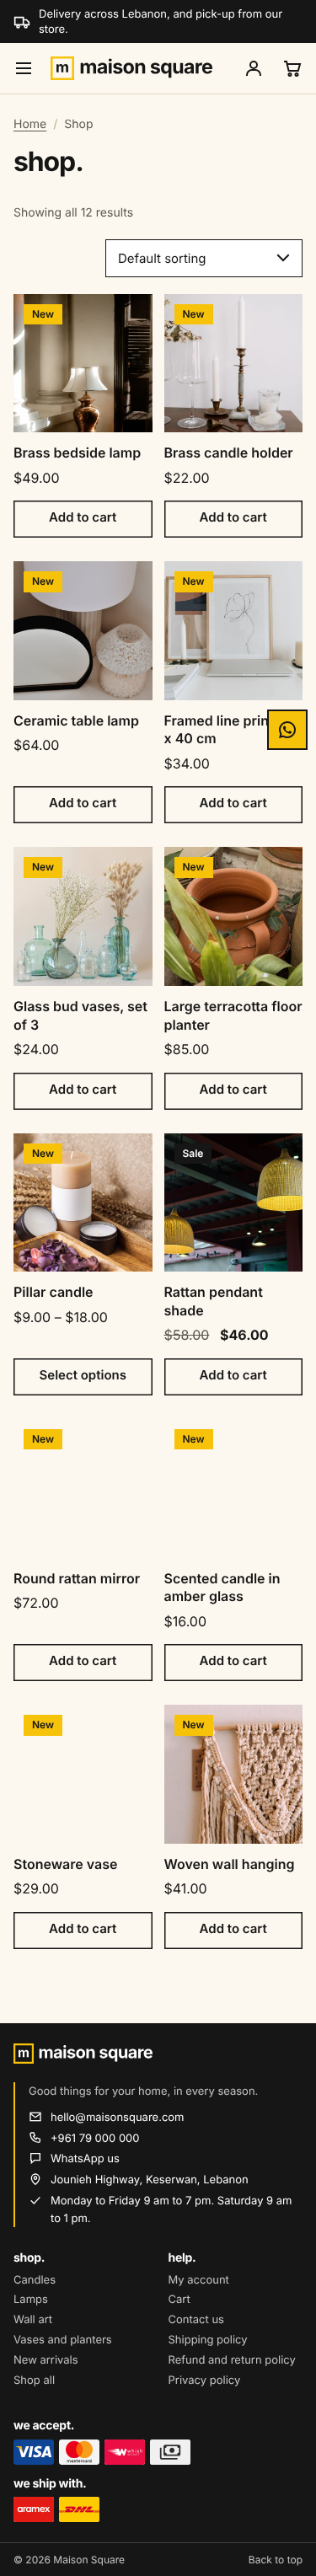 Delivery across Lebanon, and pick-up from our
store.
m maison square
Home / Shop
shop.
Showing all 12 results
Default sorting
New
New
Brass bedside lamp
Brass candle holder
$49.00
$22.00
Add to cart
Add to cart
New
New
Ceramic table lamp
Framed line prin
x 40 cm
$64.00
$34.00
Add to cart
Add to cart
New
New
Glass bud vases, set
of 3
Large terracotta floor
planter
$24.00
$85.00
Add to cart
Add to cart
New
Sale
Pillar candle
Rattan pendant
shade
$9.00 – $18.00
$58.00 $46.00
Select options
Add to cart
New
New
Round rattan mirror
Scented candle in
amber glass
$72.00
$16.00
Add to cart
Add to cart
New
New
Stoneware vase
Woven wall hanging
$29.00
$41.00
Add to cart
Add to cart
m maison square
Good things for your home, in every season.
hello@maisonsquare.com
+961 79 000 000
WhatsApp us
Jounieh Highway, Keserwan, Lebanon
Monday to Friday 9 am to 7 pm. Saturday 9 am
to 1 pm.
shop.
Candles
Lamps
Wall art
Vases and planters
New arrivals
Shop all
help.
My account
Cart
Contact us
Shipping policy
Refund and return policy
Privacy policy
we accept.
VISA
mastercard
whish
we ship with.
aramex
DHL
© 2026 Maison Square
Back to top